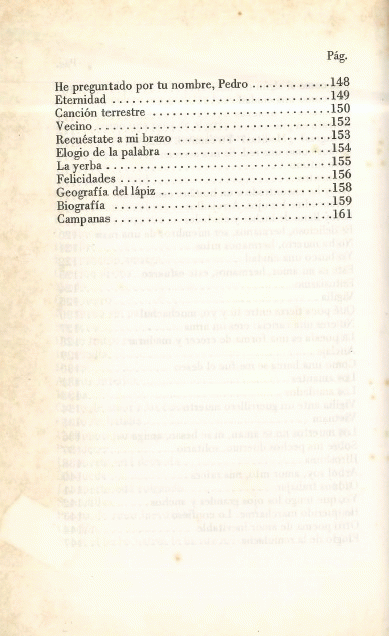 Pág.
He preguntado por tu nombre, Pedro ........... 148
Eternidad ........... 149
Canción terrestre ........... 150
Vecino ........... 152
Recuéstate a mi brazo ........... 153
Elogio de la palabra ........... 154
La yerba ........... 155
Felicidades ........... 156
Geografía del lápiz ........... 158
Biografía ........... 159
Campanas ........... 161